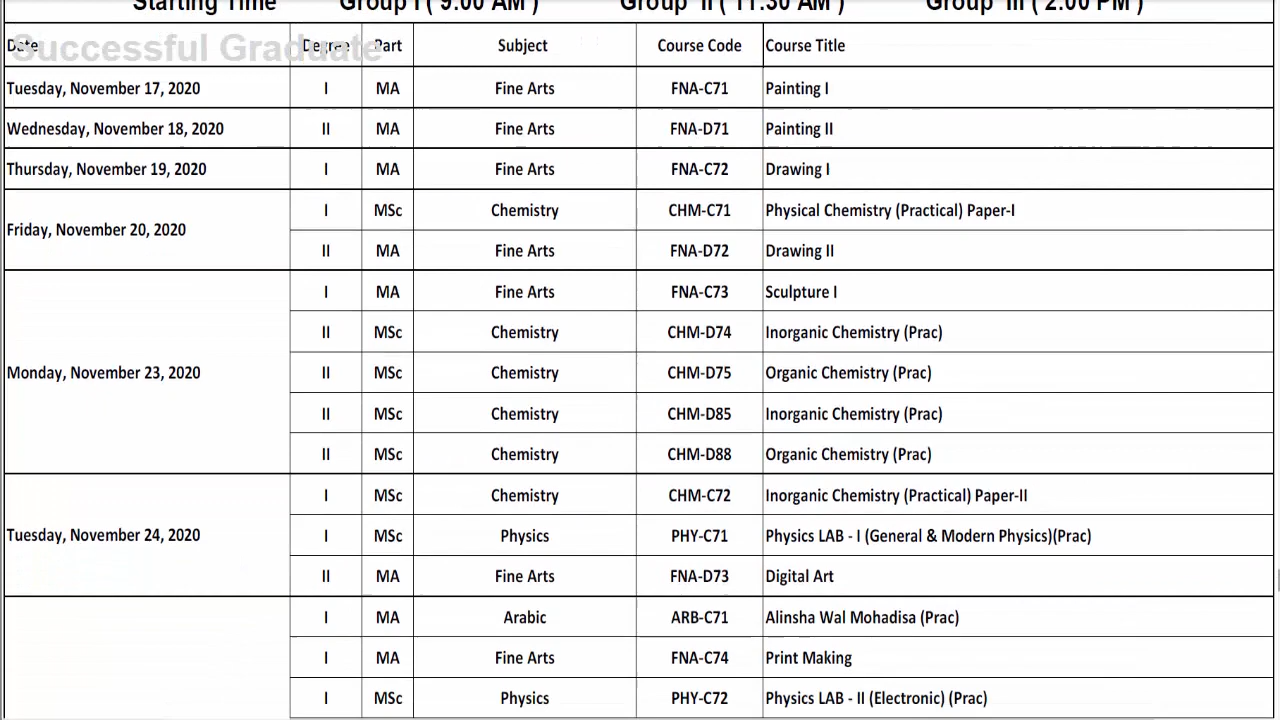 Starting Time Group I ( 9:00 AM ) Group II ( 11:30 AM ) Group III ( 2:00 PM )
Successful Graduate
Date Degree Part Subject Course Code Course Title
Tuesday, November 17, 2020 I MA Fine Arts FNA-C71 Painting I
Wednesday, November 18, 2020 II MA Fine Arts FNA-D71 Painting II
Thursday, November 19, 2020 I MA Fine Arts FNA-C72 Drawing I
Friday, November 20, 2020 I MSc Chemistry CHM-C71 Physical Chemistry (Practical) Paper-I
II MA Fine Arts FNA-D72 Drawing II
Monday, November 23, 2020 I MA Fine Arts FNA-C73 Sculpture I
II MSc Chemistry CHM-D74 Inorganic Chemistry (Prac)
II MSc Chemistry CHM-D75 Organic Chemistry (Prac)
II MSc Chemistry CHM-D85 Inorganic Chemistry (Prac)
II MSc Chemistry CHM-D88 Organic Chemistry (Prac)
Tuesday, November 24, 2020 I MSc Chemistry CHM-C72 Inorganic Chemistry (Practical) Paper-II
I MSc Physics PHY-C71 Physics LAB - I (General & Modern Physics)(Prac)
II MA Fine Arts FNA-D73 Digital Art
I MA Arabic ARB-C71 Alinsha Wal Mohadisa (Prac)
I MA Fine Arts FNA-C74 Print Making
I MSc Physics PHY-C72 Physics LAB - II (Electronic) (Prac)